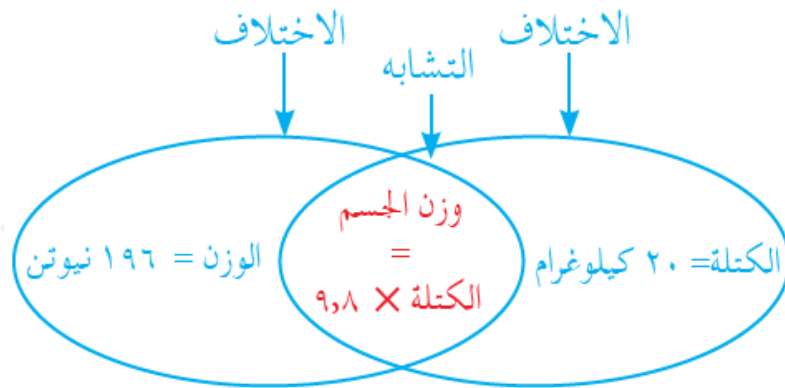 الاختلاف
التشابه
الاختلاف
الكتلة= ٢٠ كيلوغرام
وزن الجسم
=
الكتلة × ٩,٨
الوزن = ١٩٦ نيوتن